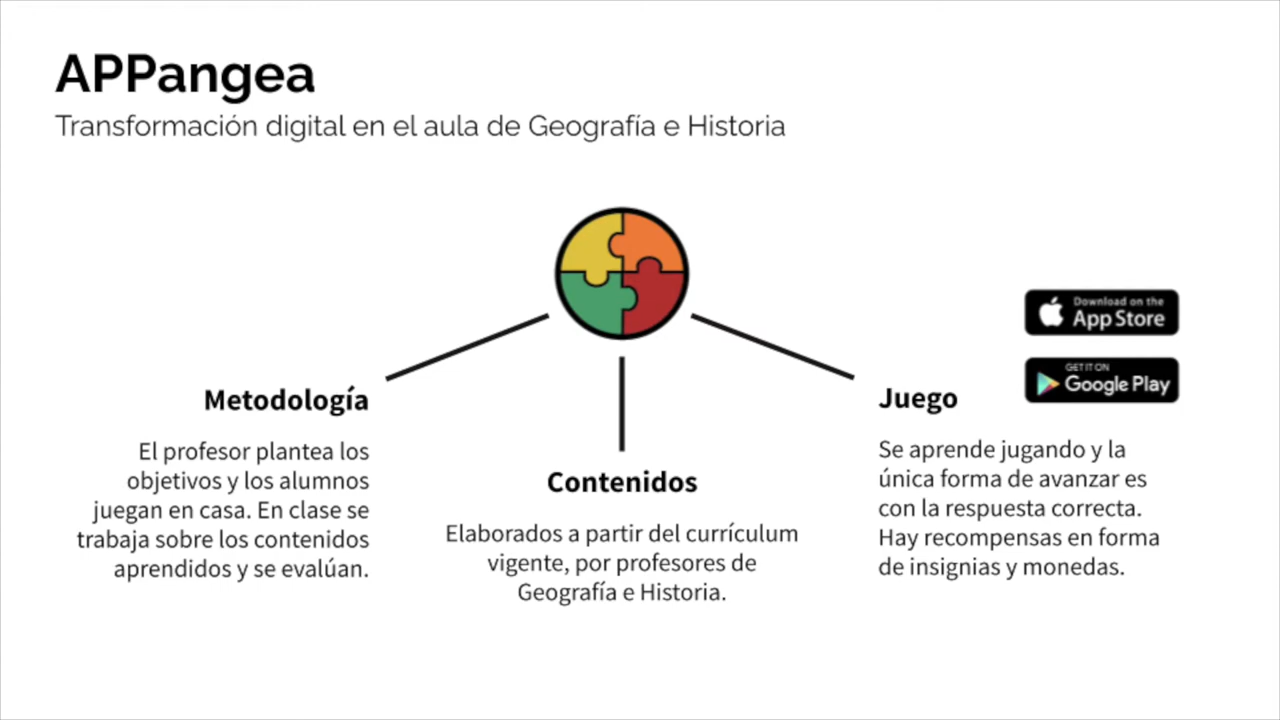 APPangea
Transformación digital en el aula de Geografía e Historia
Download on the
App Store
GET IT ON
Google Play
Metodología
El profesor plantea los
objetivos y los alumnos
juegan en casa. En clase se
trabaja sobre los contenidos
aprendidos y se evalúan.
Contenidos
Elaborados a partir del currículum
vigente, por profesores de
Geografía e Historia.
Juego
Se aprende jugando y la
única forma de avanzar es
con la respuesta correcta.
Hay recompensas en forma
de insignias y monedas.